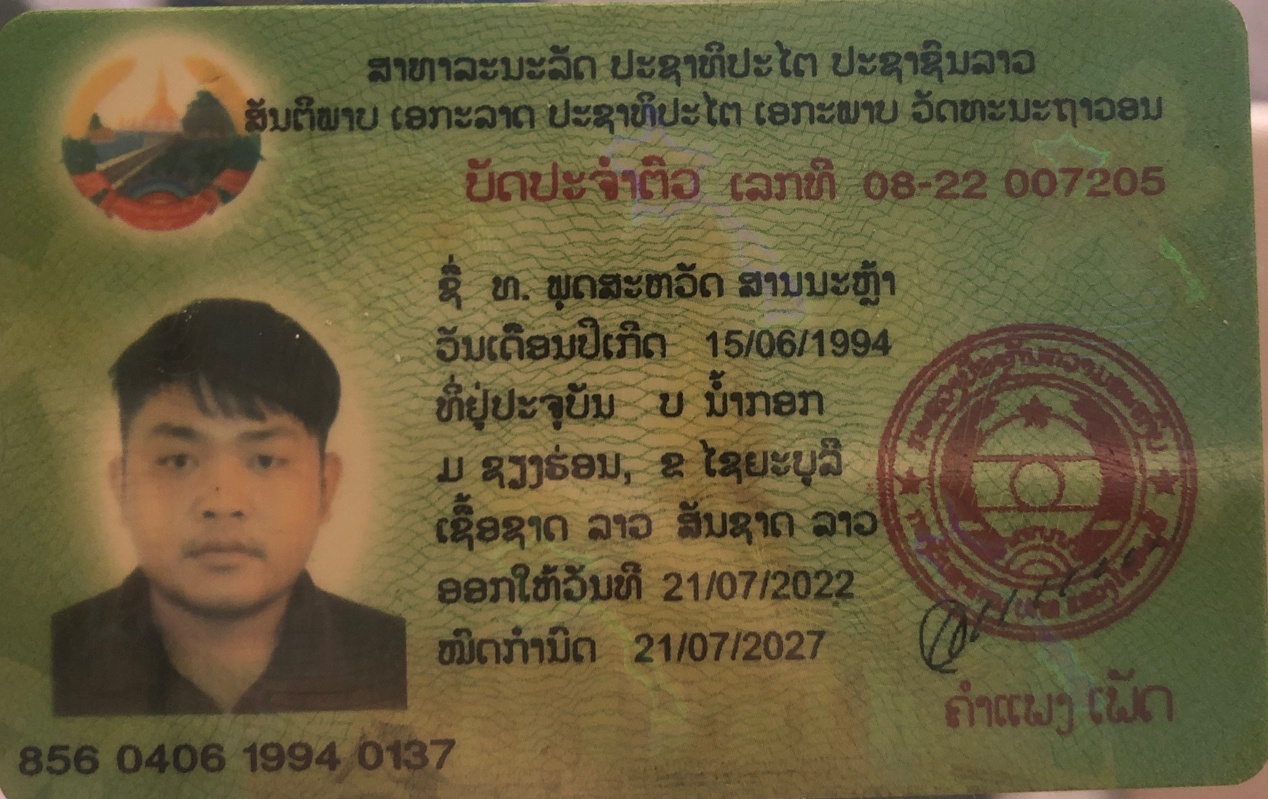 ສາທາລະນະລັດ ປະຊາທິປະໄຕ ປະຊາຊົນລາວ
ສັນຕິພາບ ເອກະລາດ ປະຊາທິປະໄຕ ເອກະພາບ ວັດທະນະຖາວອນ
ບັດປະຈຳຕົວ ເລກທີ 08-22 007205
ຊື່ ທ. ພຸດສະຫວັດ ສານນະຫຼ້າ
ວັນເດືອນປີເກີດ 15/06/1994
ທີ່ຢູ່ປະຈຸບັນ ບ ນ້ຳກອກ
ມ ຊຽງຮ່ອນ, ຂ ໄຊຍະບູລີ
ເຊື້ອຊາດ ລາວ ສັນຊາດ ລາວ
ອອກໃຫ້ວັນທີ 21/07/2022
ໝົດກຳນົດ 21/07/2027
ຄຳແພງ ເພັດ
856 0406 1994 0137